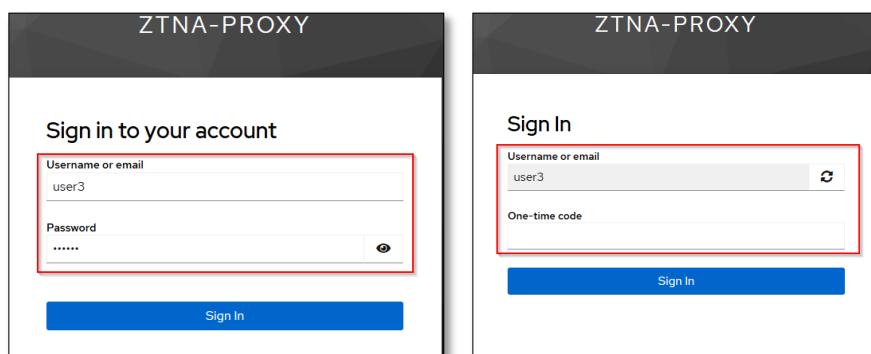 ZTNA-PROXY
Sign in to your account
Username or email
user3
Password
••••••
Sign In
ZTNA-PROXY
Sign In
Username or email
user3
One-time code
Sign In